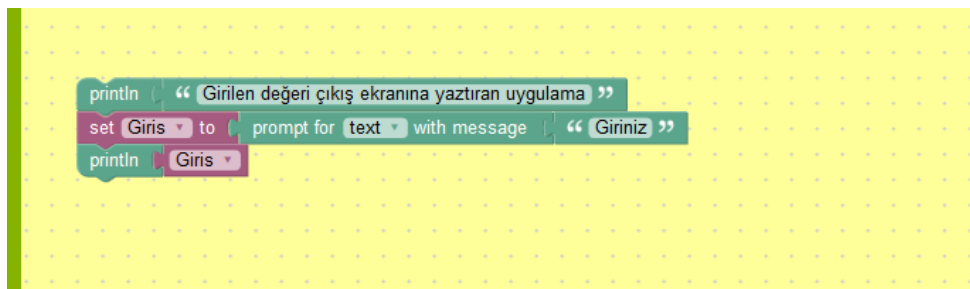 println “ Girilen değeri çıkış ekranına yaztıran uygulama ”
set Giris to prompt for text with message “ Giriniz ”
println Giris